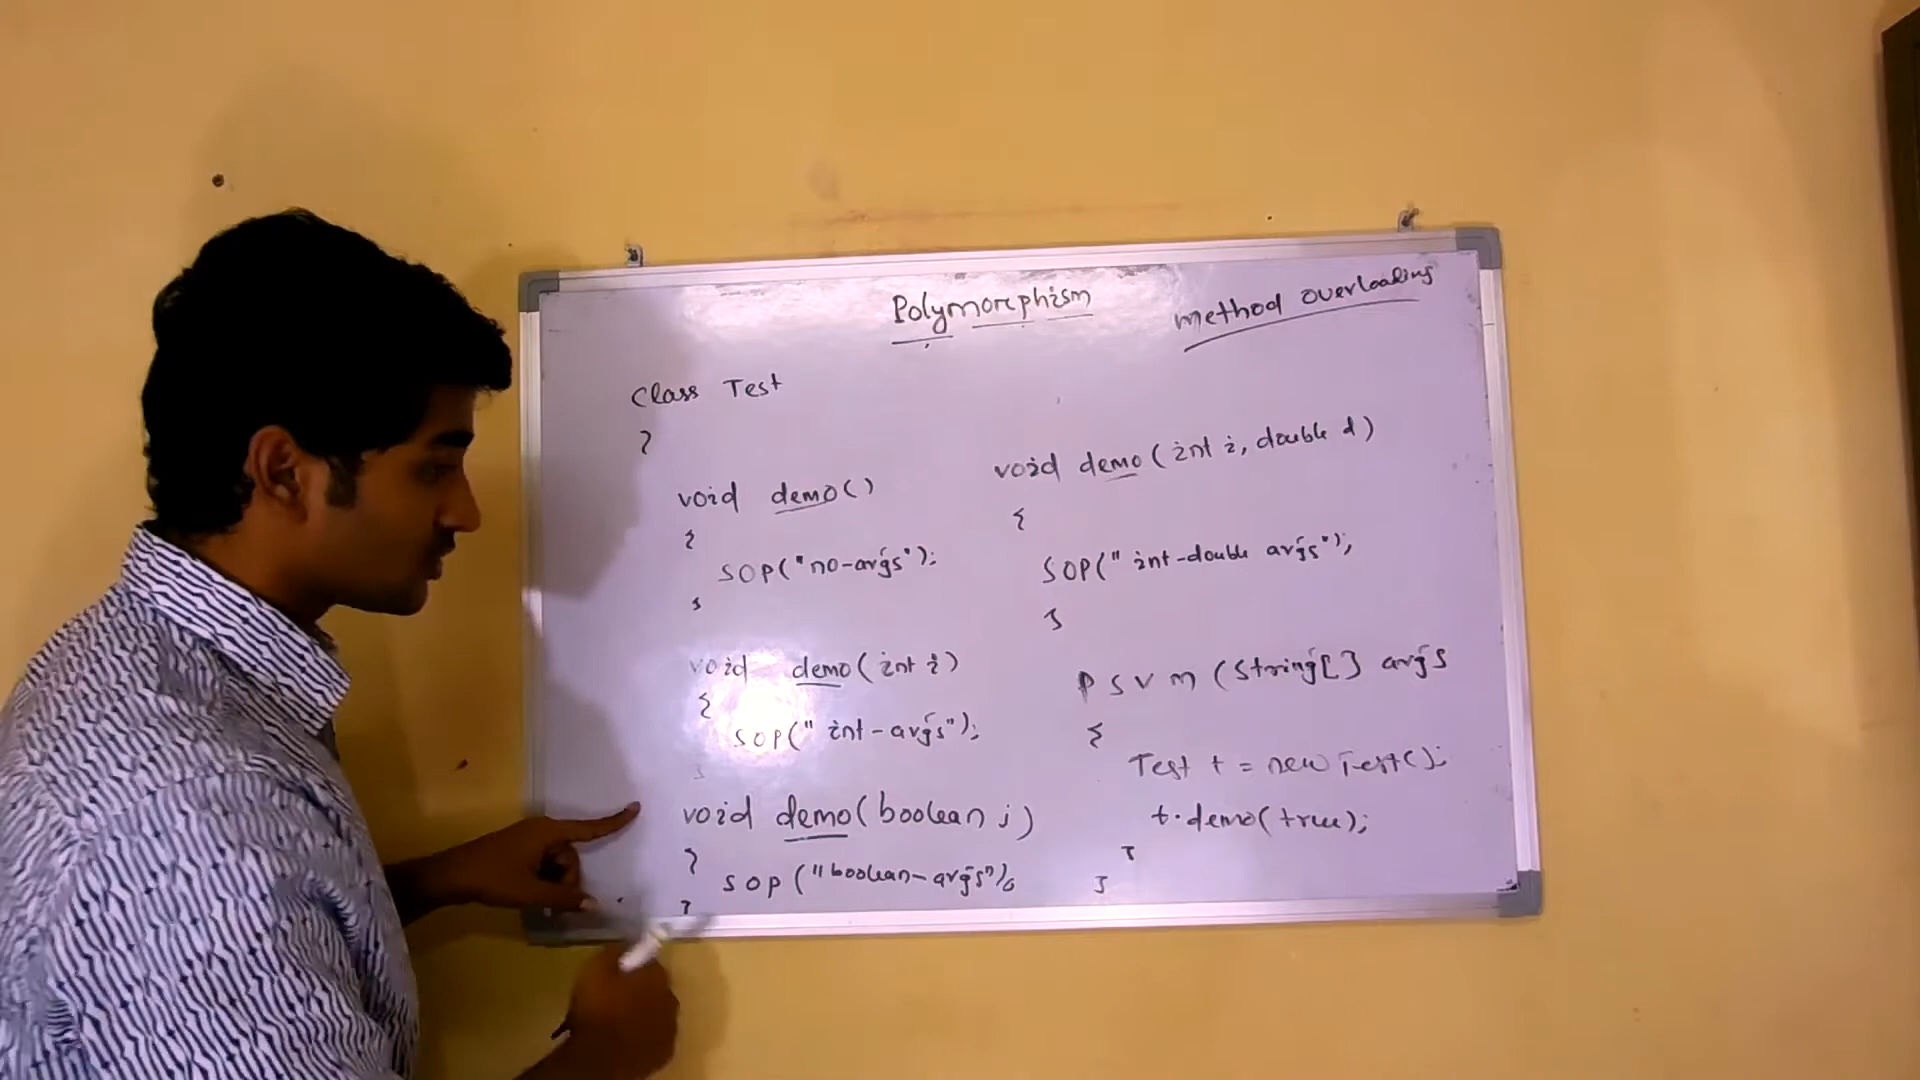 Polymorphism
method overloading
Class Test
{
void demo()
{
SOP("no-args");
}
void demo(int i)
{
SOP("int-args");
}
void demo(boolean j)
{
SOP("boolean-args");
}
void demo(int i, double d)
{
SOP("int-double args");
}
PSVM (String[] args
{
Test t = new Test();
t.demo(true);
}
}